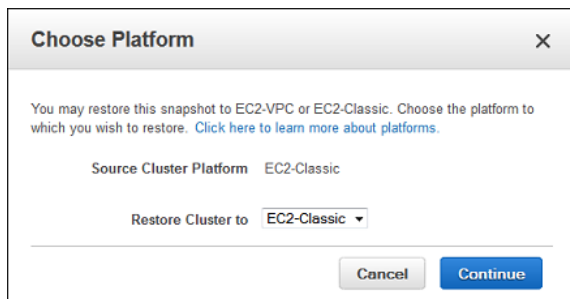 Choose Platform
You may restore this snapshot to EC2-VPC or EC2-Classic. Choose the platform to
which you wish to restore. Click here to learn more about platforms.
Source Cluster Platform EC2-Classic
Restore Cluster to EC2-Classic
Cancel Continue